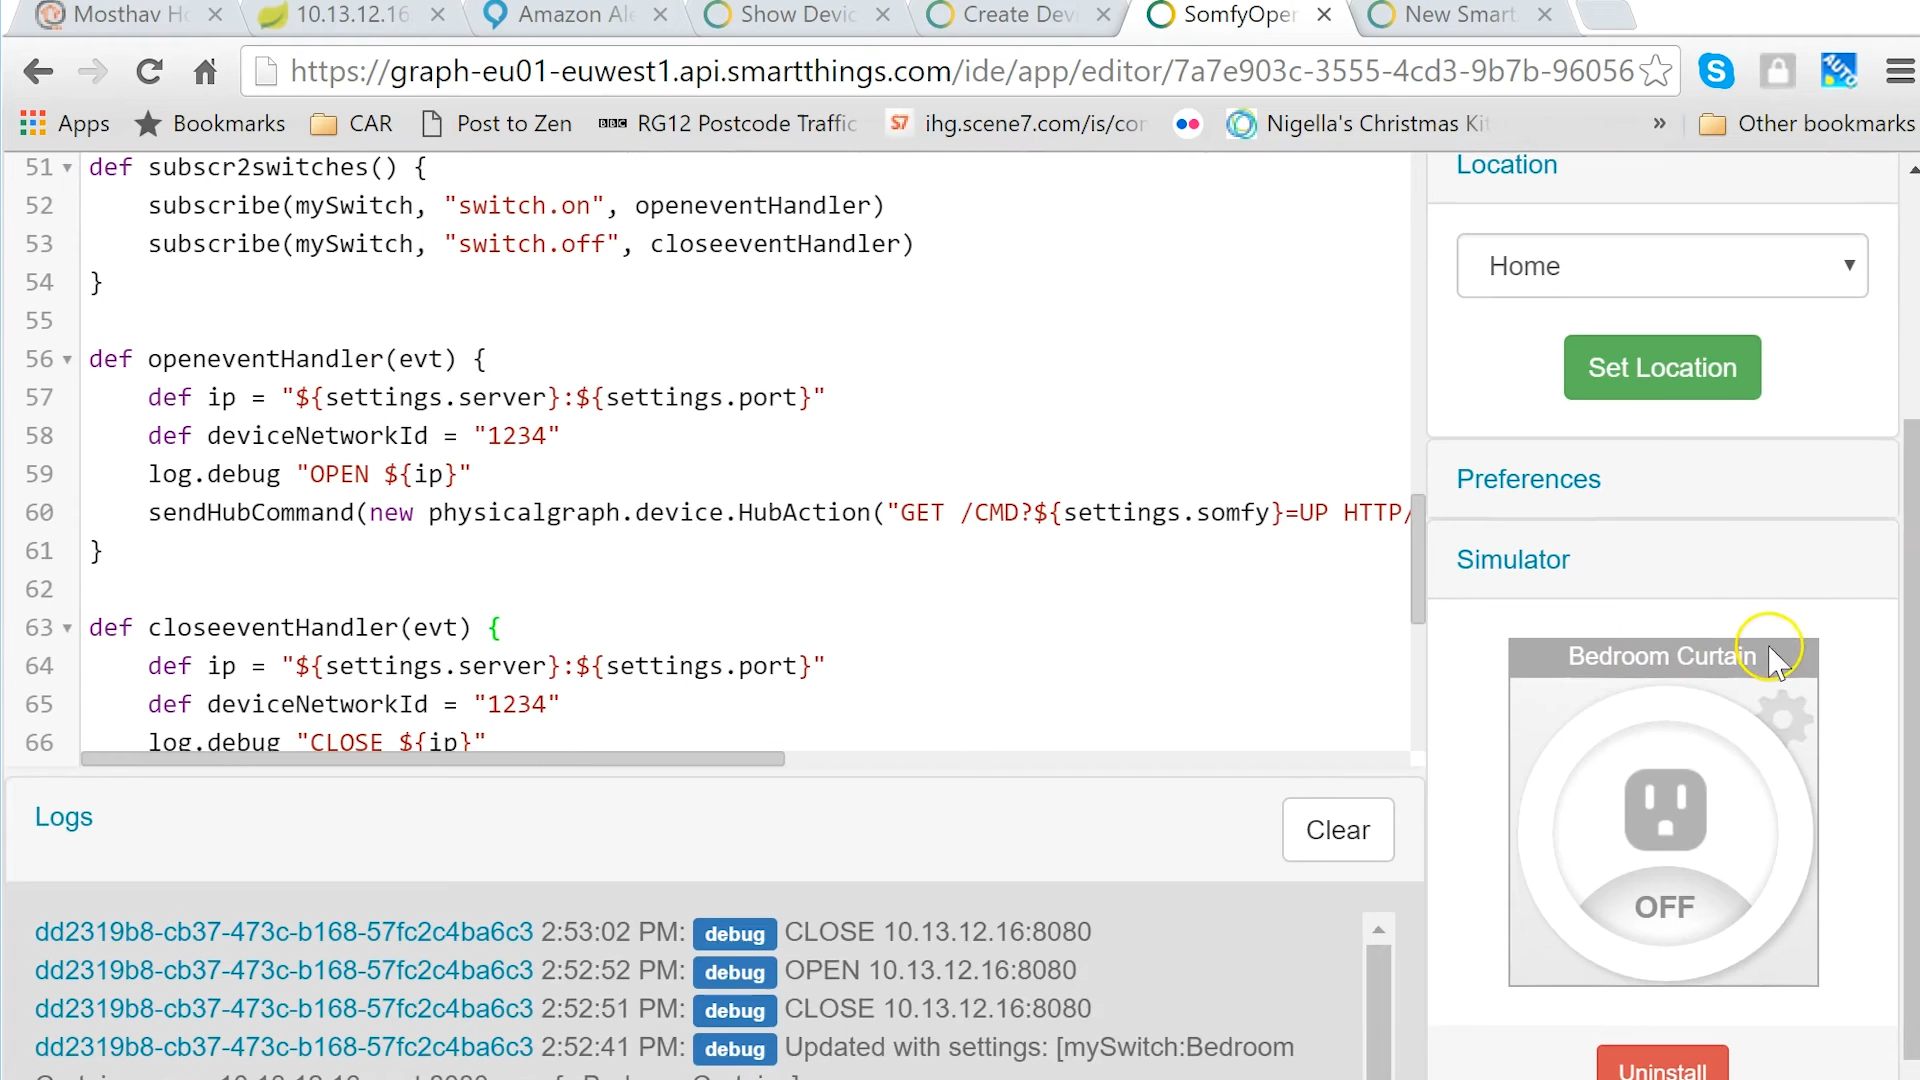 Mosthav H
10.13.12.16
Amazon Ale
Show Devic
Create Dev
SomfyOper
New Smart
https://graph-eu01-euwest1.api.smartthings.com/ide/app/editor/7a7e903c-3555-4cd3-9b7b-96056
S
AUTO
Apps
Bookmarks
CAR
Post to Zen
BBC RG12 Postcode Traffic
S7 ihg.scene7.com/is/cor
Nigella's Christmas Kit
»
Other bookmarks
51 def subscr2switches() {
52 subscribe(mySwitch, "switch.on", openeventHandler)
53 subscribe(mySwitch, "switch.off", closeeventHandler)
54 }
55
56 def openeventHandler(evt) {
57 def ip = "${settings.server}:${settings.port}"
58 def deviceNetworkId = "1234"
59 log.debug "OPEN ${ip}"
60 sendHubCommand(new physicalgraph.device.HubAction("GET /CMD?${settings.somfy}=UP HTTP/
61 }
62
63 def closeeventHandler(evt) {
64 def ip = "${settings.server}:${settings.port}"
65 def deviceNetworkId = "1234"
66 log.debug "CLOSE ${ip}"
Location
Home
Set Location
Preferences
Simulator
Bedroom Curtain
OFF
Uninstall
Logs
Clear
dd2319b8-cb37-473c-b168-57fc2c4ba6c3 2:53:02 PM: debug CLOSE 10.13.12.16:8080
dd2319b8-cb37-473c-b168-57fc2c4ba6c3 2:52:52 PM: debug OPEN 10.13.12.16:8080
dd2319b8-cb37-473c-b168-57fc2c4ba6c3 2:52:51 PM: debug CLOSE 10.13.12.16:8080
dd2319b8-cb37-473c-b168-57fc2c4ba6c3 2:52:41 PM: debug Updated with settings: [mySwitch:Bedroom